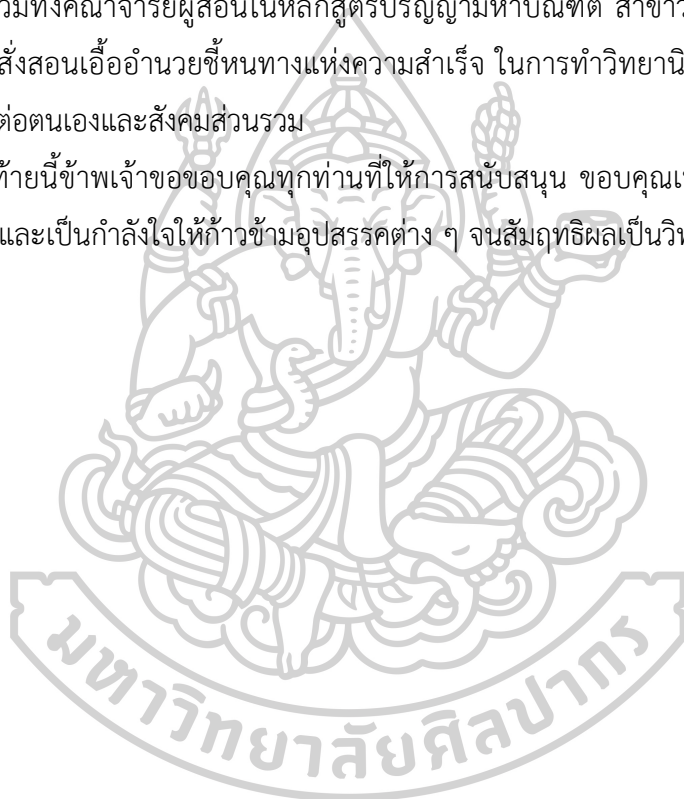 วมทั้งคณาจารย์ผู้สอนในหลักสูตรปริญญามหาบัณฑิต
สั่งสอนเอื้ออำนวยชี้หนทางแห่งความสำเร็จ ในการทำวิทยานิ
ต่อตนเองและสังคมส่วนรวม
ท้ายนี้ข้าพเจ้าขอขอบคุณทุกท่านที่ให้การสนับสนุน ขอบคุณ
และเป็นกำลังใจให้ก้าวข้ามอุปสรรคต่าง ๆ จนสัมฤทธิผลเป็น
มหาวิทยาลัยศิลปากร